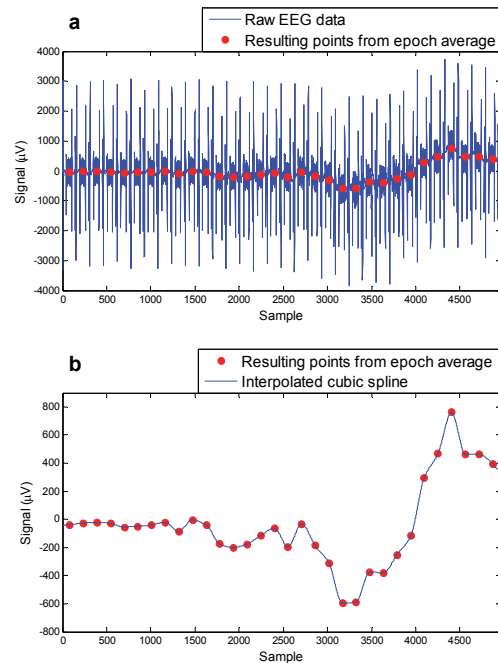 a
Raw EEG data
Resulting points from epoch average
4000
3000
2000
1000
0
-1000
-2000
-3000
-4000
Signal (μV)
0 500 1000 1500 2000 2500 3000 3500 4000 4500
Sample
b
Resulting points from epoch average
Interpolated cubic spline
800
600
400
200
0
-200
-400
-600
-800
Signal (μV)
0 500 1000 1500 2000 2500 3000 3500 4000 4500
Sample